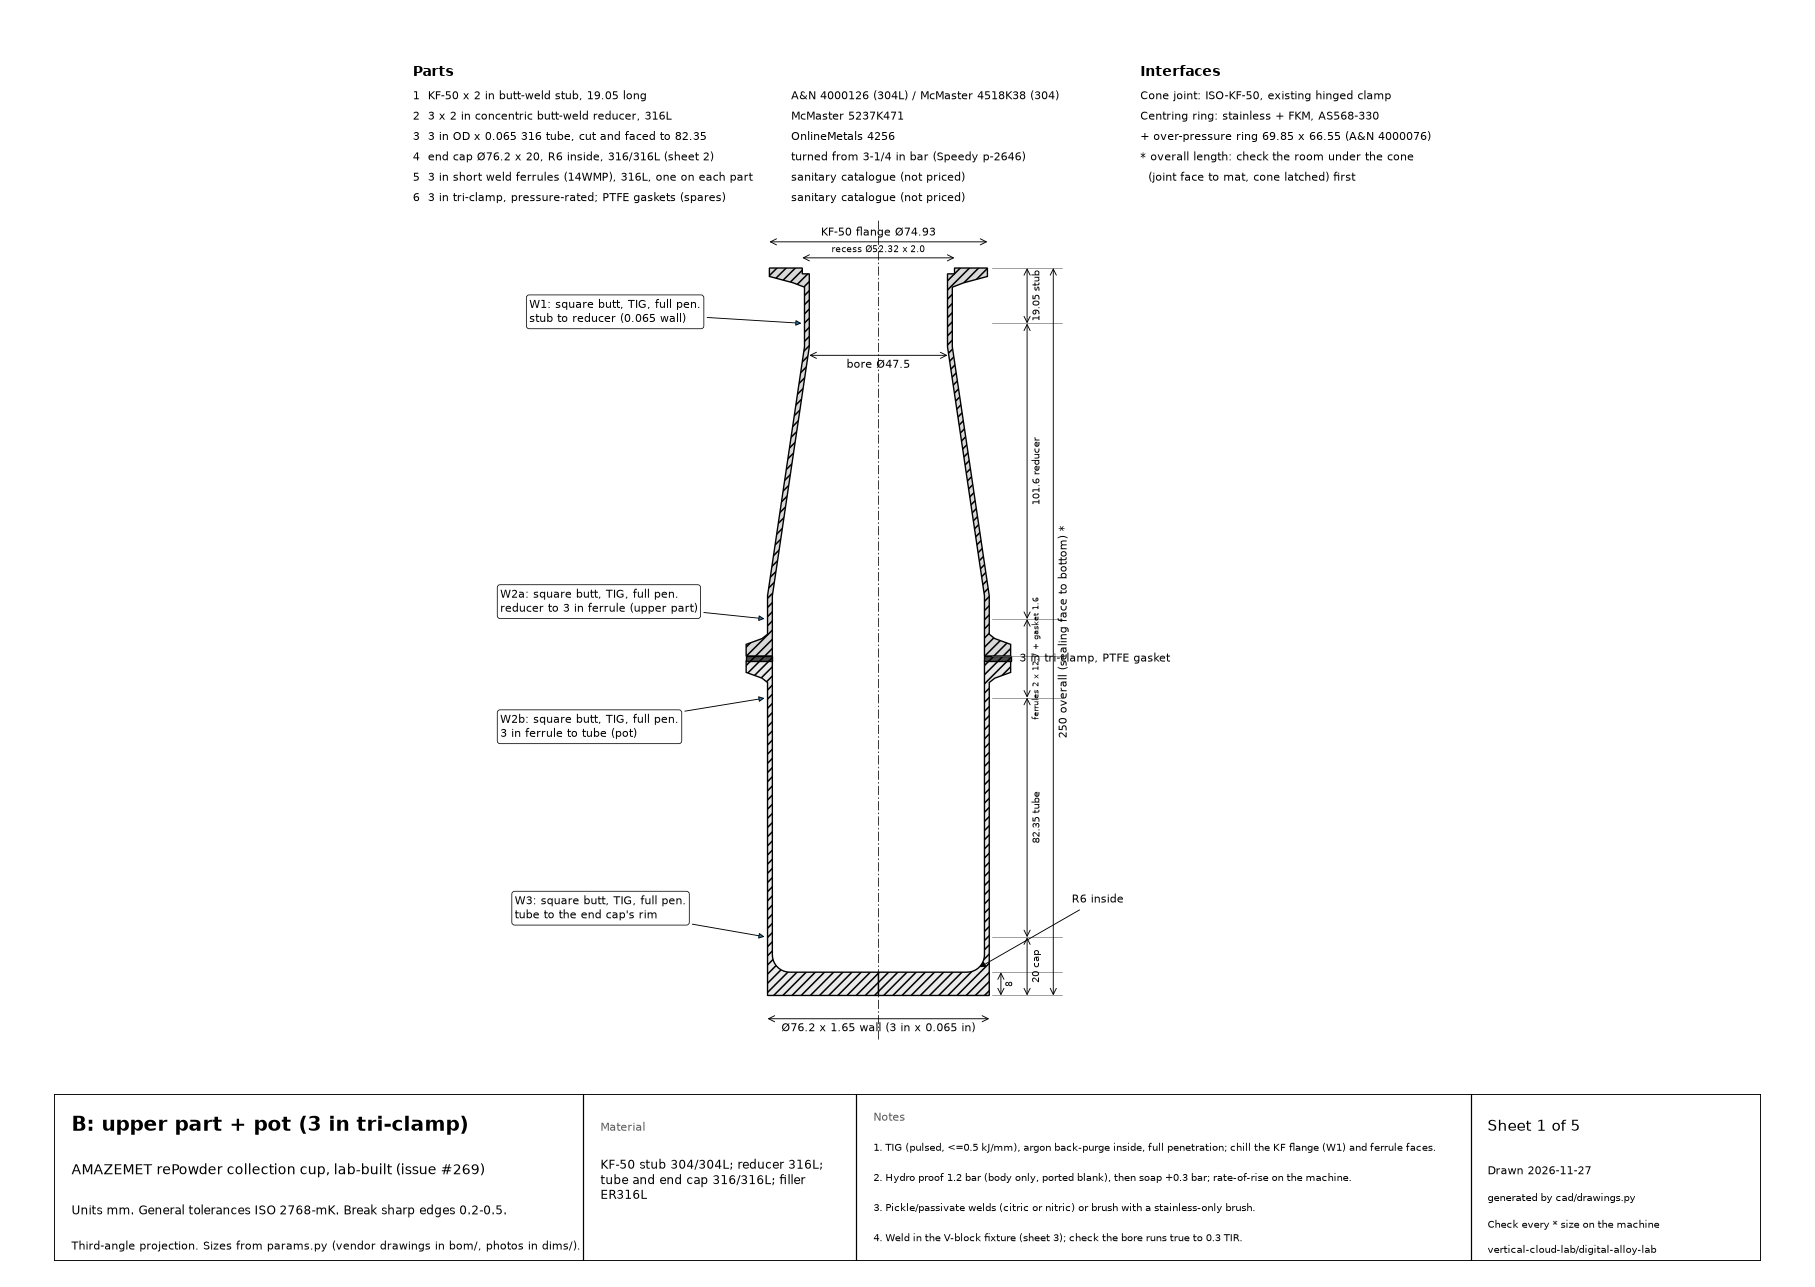 Parts
1 KF-50 x 2 in butt-weld stub, 19.05 long
A&N 4000126 (304L) / McMaster 4518K38 (304)
2 3 x 2 in concentric butt-weld reducer, 316L
McMaster 5237K471
3 3 in OD x 0.065 316 tube, cut and faced to 82.35
OnlineMetals 4256
4 end cap Ø76.2 x 20, R6 inside, 316/316L (sheet 2)
turned from 3-1/4 in bar (Speedy p-2646)
5 3 in short weld ferrules (14WMP), 316L, one on each part
sanitary catalogue (not priced)
6 3 in tri-clamp, pressure-rated; PTFE gaskets (spares)
sanitary catalogue (not priced)
Interfaces
Cone joint: ISO-KF-50, existing hinged clamp
Centring ring: stainless + FKM, AS568-330
+ over-pressure ring 69.85 x 66.55 (A&N 4000076)
* overall length: check the room under the cone
(joint face to mat, cone latched) first
KF-50 flange Ø74.93
recess Ø52.32 x 2.0
19.05 stub
W1: square butt, TIG, full pen.
stub to reducer (0.065 wall)
bore Ø47.5
101.6 reducer
250 overall (sealing face to bottom) *
W2a: square butt, TIG, full pen.
reducer to 3 in ferrule (upper part)
ferrules 2 x 12.7 + gasket 1.6
3 in tri-clamp, PTFE gasket
W2b: square butt, TIG, full pen.
3 in ferrule to tube (pot)
82.35 tube
W3: square butt, TIG, full pen.
tube to the end cap's rim
R6 inside
20 cap
8
Ø76.2 x 1.65 wall (3 in x 0.065 in)
B: upper part + pot (3 in tri-clamp)
AMAZEMET rePowder collection cup, lab-built (issue #269)
Units mm. General tolerances ISO 2768-mK. Break sharp edges 0.2-0.5.
Third-angle projection. Sizes from params.py (vendor drawings in bom/, photos in dims/).
Material
KF-50 stub 304/304L; reducer 316L;
tube and end cap 316/316L; filler
ER316L
Notes
1. TIG (pulsed, <=0.5 kJ/mm), argon back-purge inside, full penetration; chill the KF flange (W1) and ferrule faces.
2. Hydro proof 1.2 bar (body only, ported blank), then soap +0.3 bar; rate-of-rise on the machine.
3. Pickle/passivate welds (citric or nitric) or brush with a stainless-only brush.
4. Weld in the V-block fixture (sheet 3); check the bore runs true to 0.3 TIR.
Sheet 1 of 5
Drawn 2026-11-27
generated by cad/drawings.py
Check every * size on the machine
vertical-cloud-lab/digital-alloy-lab